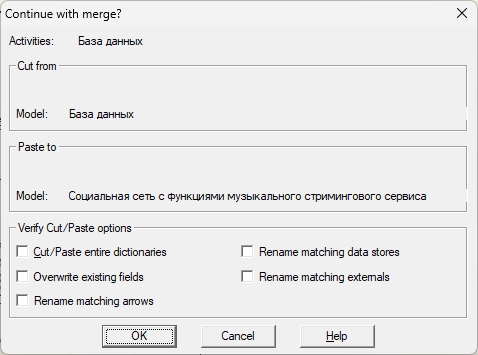 Continue with merge?
Activities: База данных
Cut from
Model: База данных
Paste to
Model: Социальная сеть с функциями музыкального стримингового сервиса
Verify Cut/Paste options
Cut/Paste entire dictionaries Rename matching data stores
Overwrite existing fields Rename matching externals
Rename matching arrows
OK Cancel Help